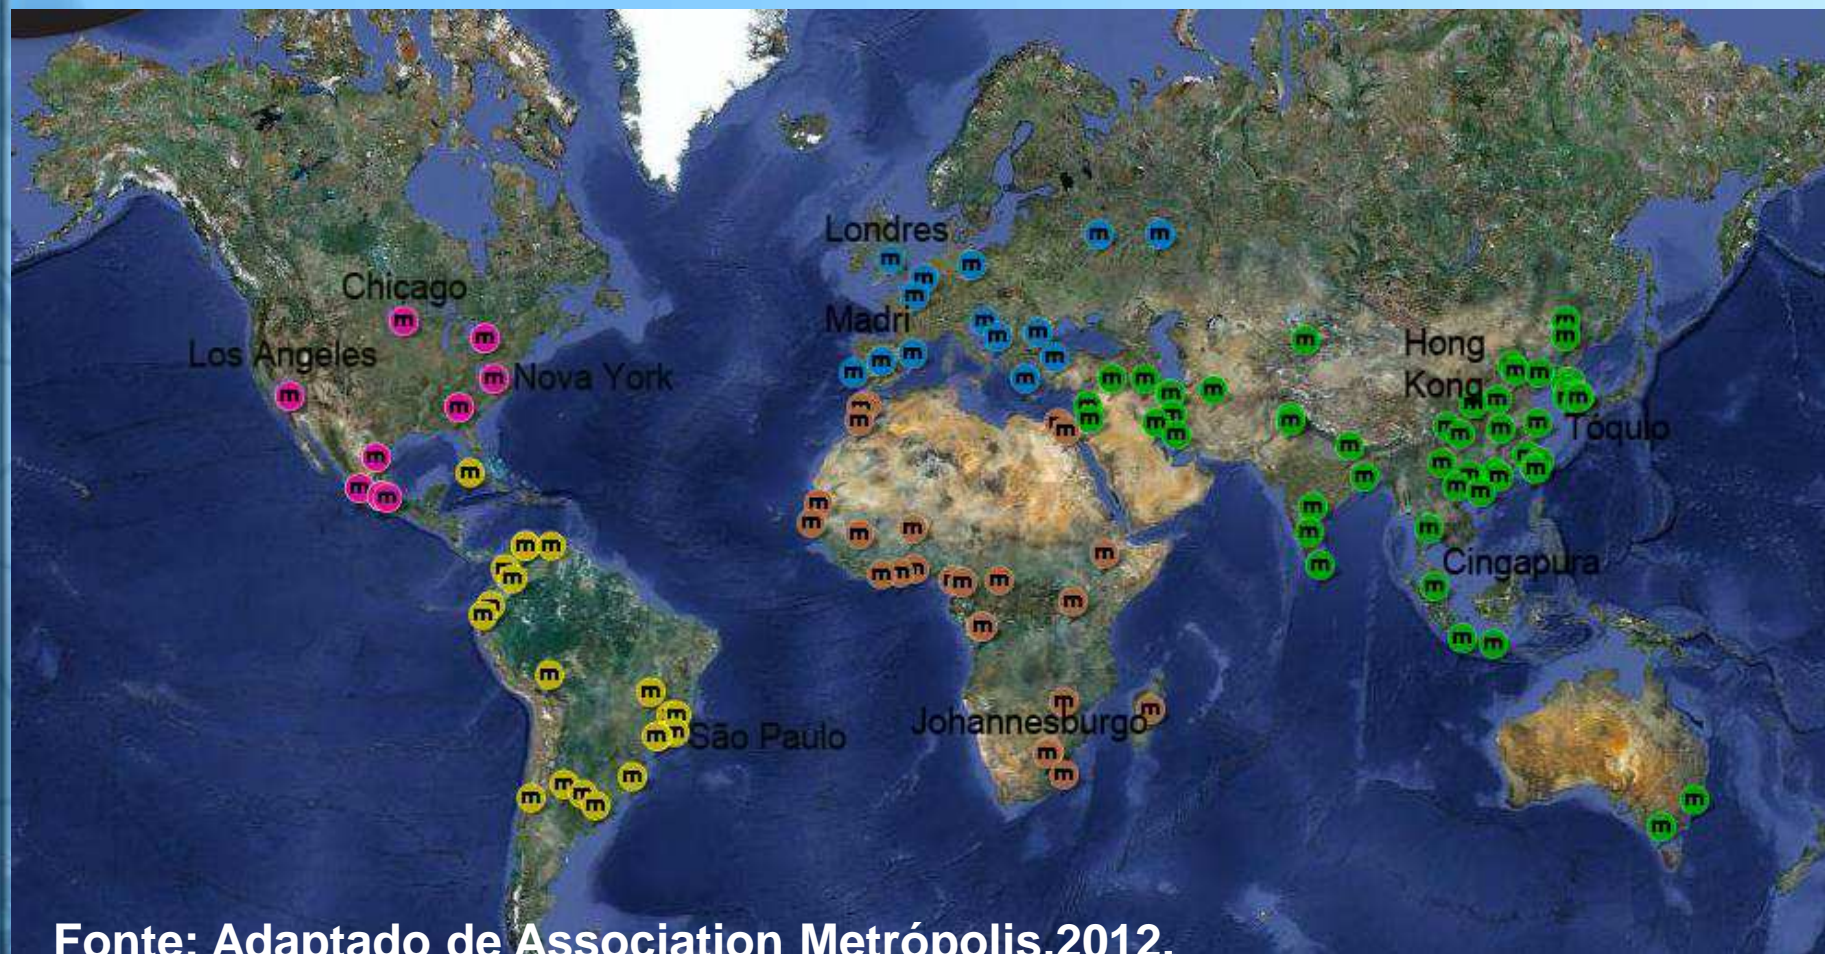 Londres
Chicago
Madri
Los Angeles
Nova York
Hong
Kong
Tóquio
Cingapura
Johannesburgo
São Paulo
Fonte: Adaptado de Association Metrópolis,2012.